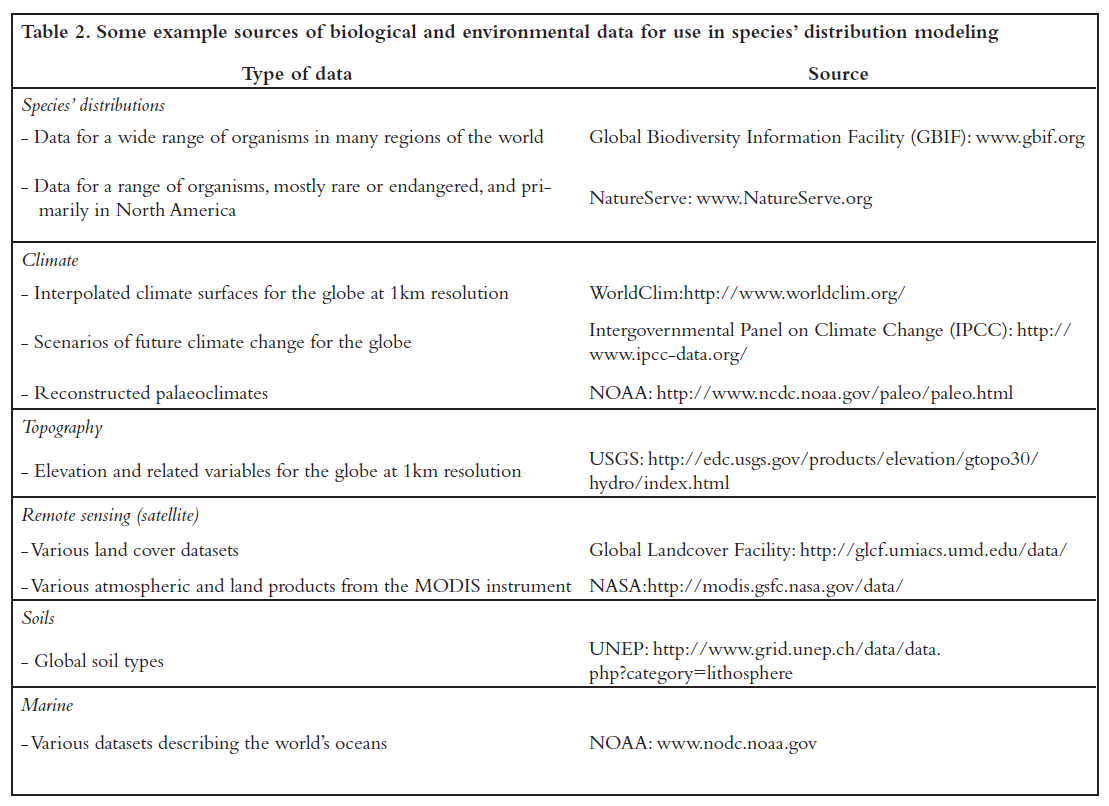 Table 2. Some example sources of biological and environmental data for use in species’ distribution modeling
Type of data Source
Species’ distributions
- Data for a wide range of organisms in many regions of the world Global Biodiversity Information Facility (GBIF): www.gbif.org
- Data for a range of organisms, mostly rare or endangered, and pri-
marily in North America
NatureServe: www.NatureServe.org
Climate
- Interpolated climate surfaces for the globe at 1km resolution WorldClim:http://www.worldclim.org/
- Scenarios of future climate change for the globe
Intergovernmental Panel on Climate Change (IPCC): http://
www.ipcc-data.org/
- Reconstructed palaeoclimates NOAA: http://www.ncdc.noaa.gov/paleo/paleo.html
Topography
- Elevation and related variables for the globe at 1km resolution
USGS: http://edc.usgs.gov/products/elevation/gtopo30/
hydro/index.html
Remote sensing (satellite)
- Various land cover datasets Global Landcover Facility: http://glcf.umiacs.umd.edu/data/
- Various atmospheric and land products from the MODIS instrument NASA:http://modis.gsfc.nasa.gov/data/
Soils
- Global soil types
UNEP: http://www.grid.unep.ch/data/data.
php?category=lithosphere
Marine
- Various datasets describing the world’s oceans NOAA: www.nodc.noaa.gov